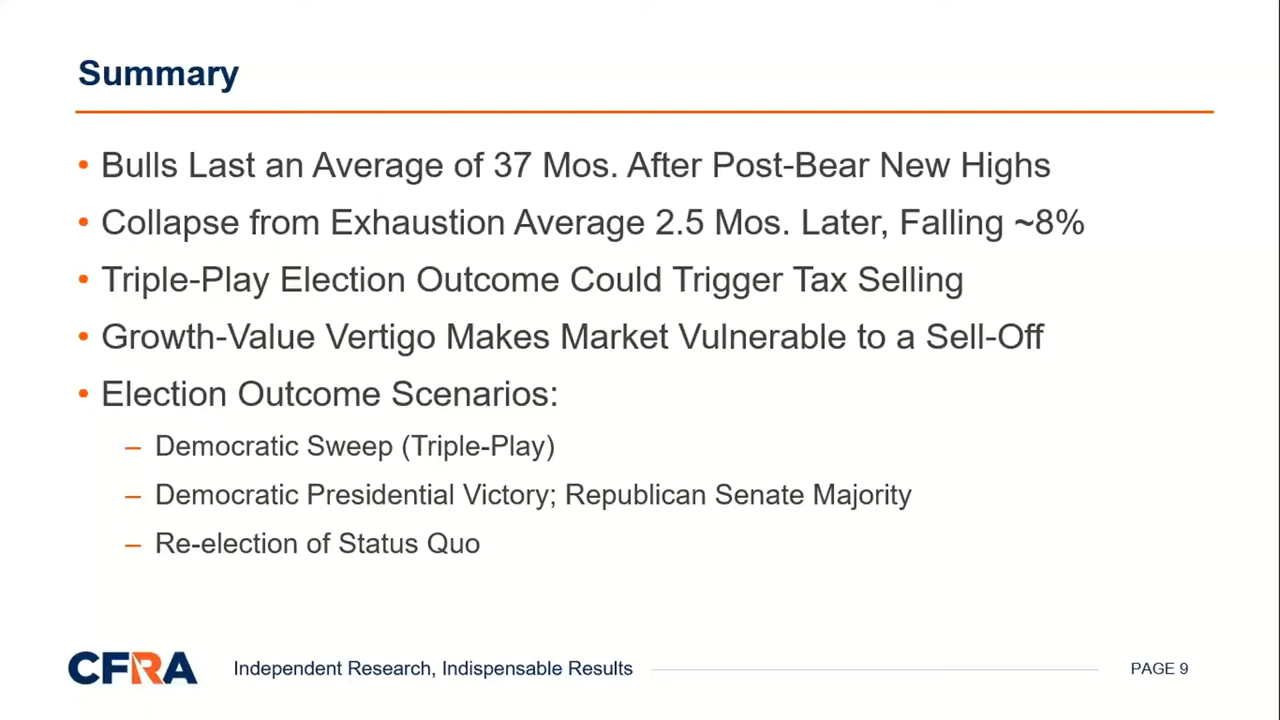 Summary
• Bulls Last an Average of 37 Mos. After Post-Bear New Highs
• Collapse from Exhaustion Average 2.5 Mos. Later, Falling ~8%
• Triple-Play Election Outcome Could Trigger Tax Selling
• Growth-Value Vertigo Makes Market Vulnerable to a Sell-Off
• Election Outcome Scenarios:
– Democratic Sweep (Triple-Play)
– Democratic Presidential Victory; Republican Senate Majority
– Re-election of Status Quo
CFRA Independent Research, Indispensable Results PAGE 9